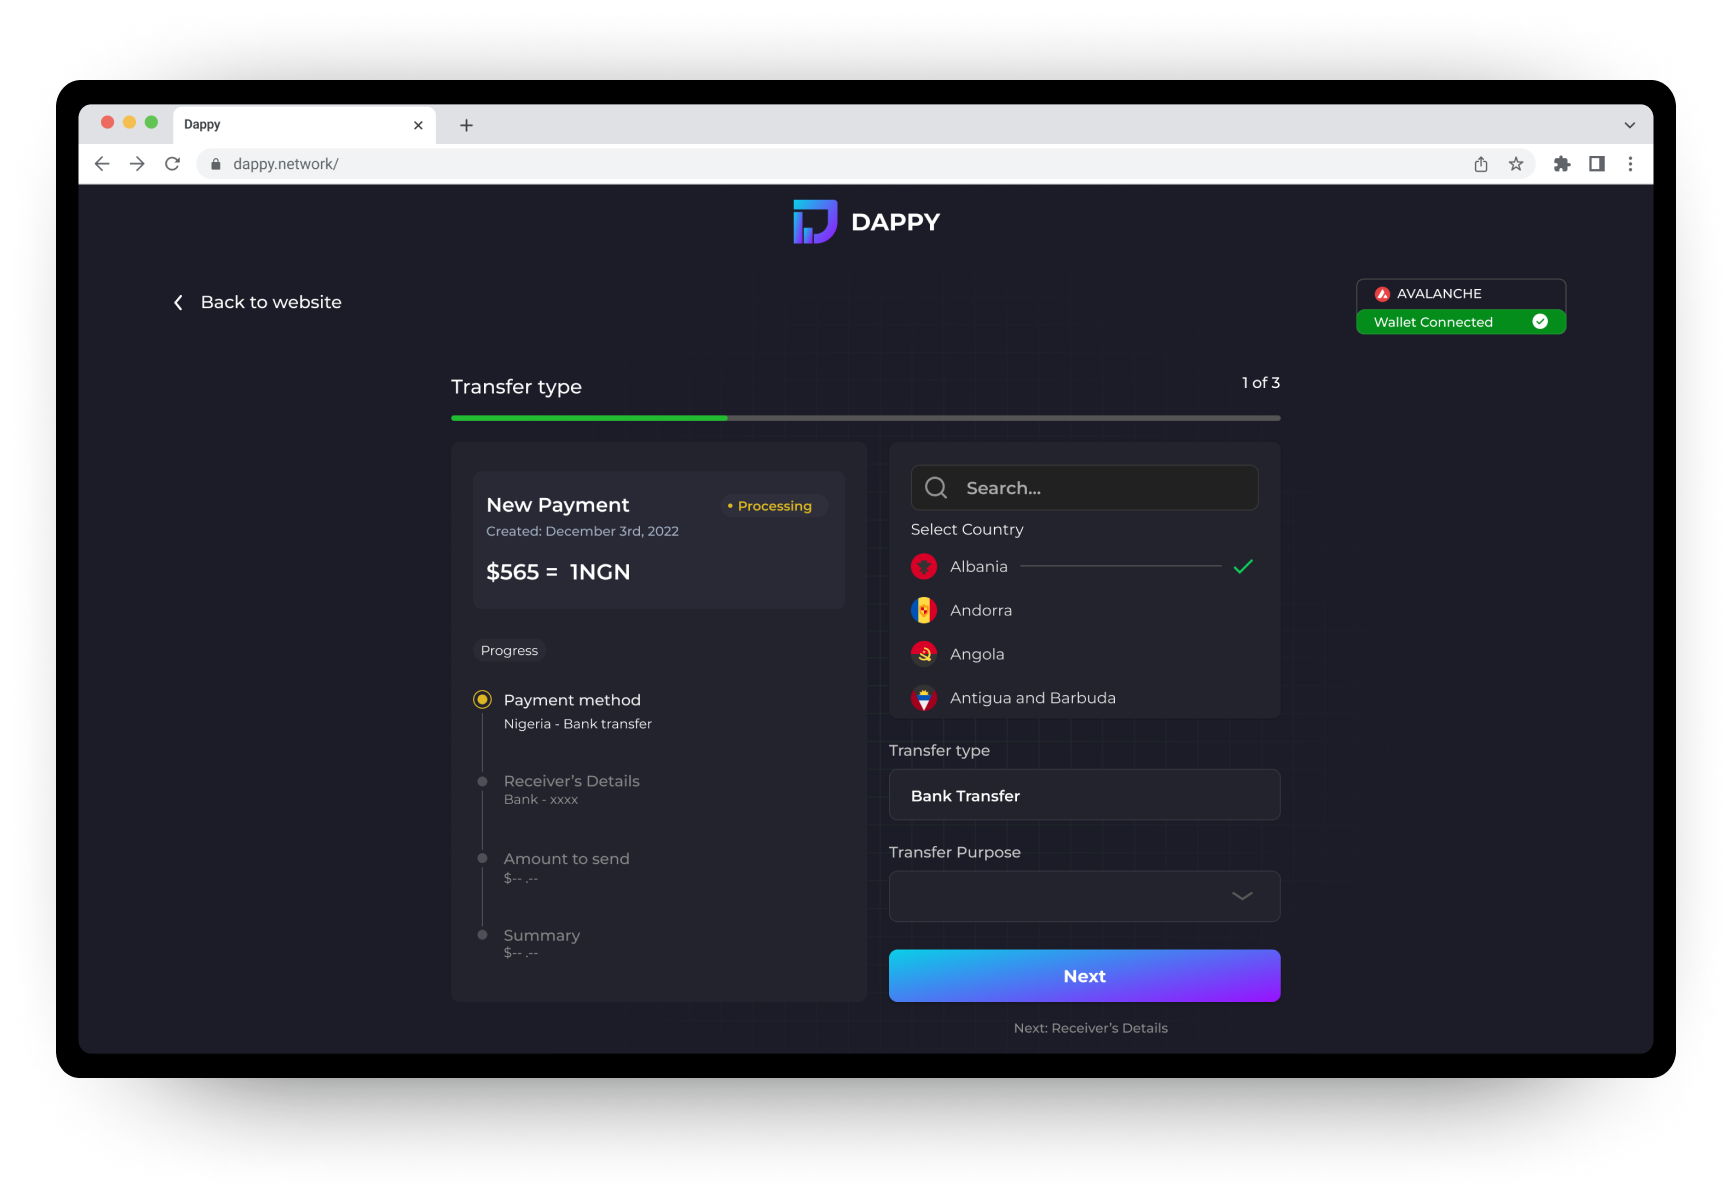 Dappy
dappy.network/
DAPPY
Back to website
AVALANCHE
Wallet Connected
Transfer type
1 of 3
New Payment
• Processing
Created: December 3rd, 2022
$565 = 1NGN
Progress
Payment method
Nigeria - Bank transfer
Receiver’s Details
Bank - xxxx
Amount to send
$-- .--
Summary
$-- .--
Search...
Select Country
Albania
Andorra
Angola
Antigua and Barbuda
Transfer type
Bank Transfer
Transfer Purpose
Next
Next: Receiver’s Details